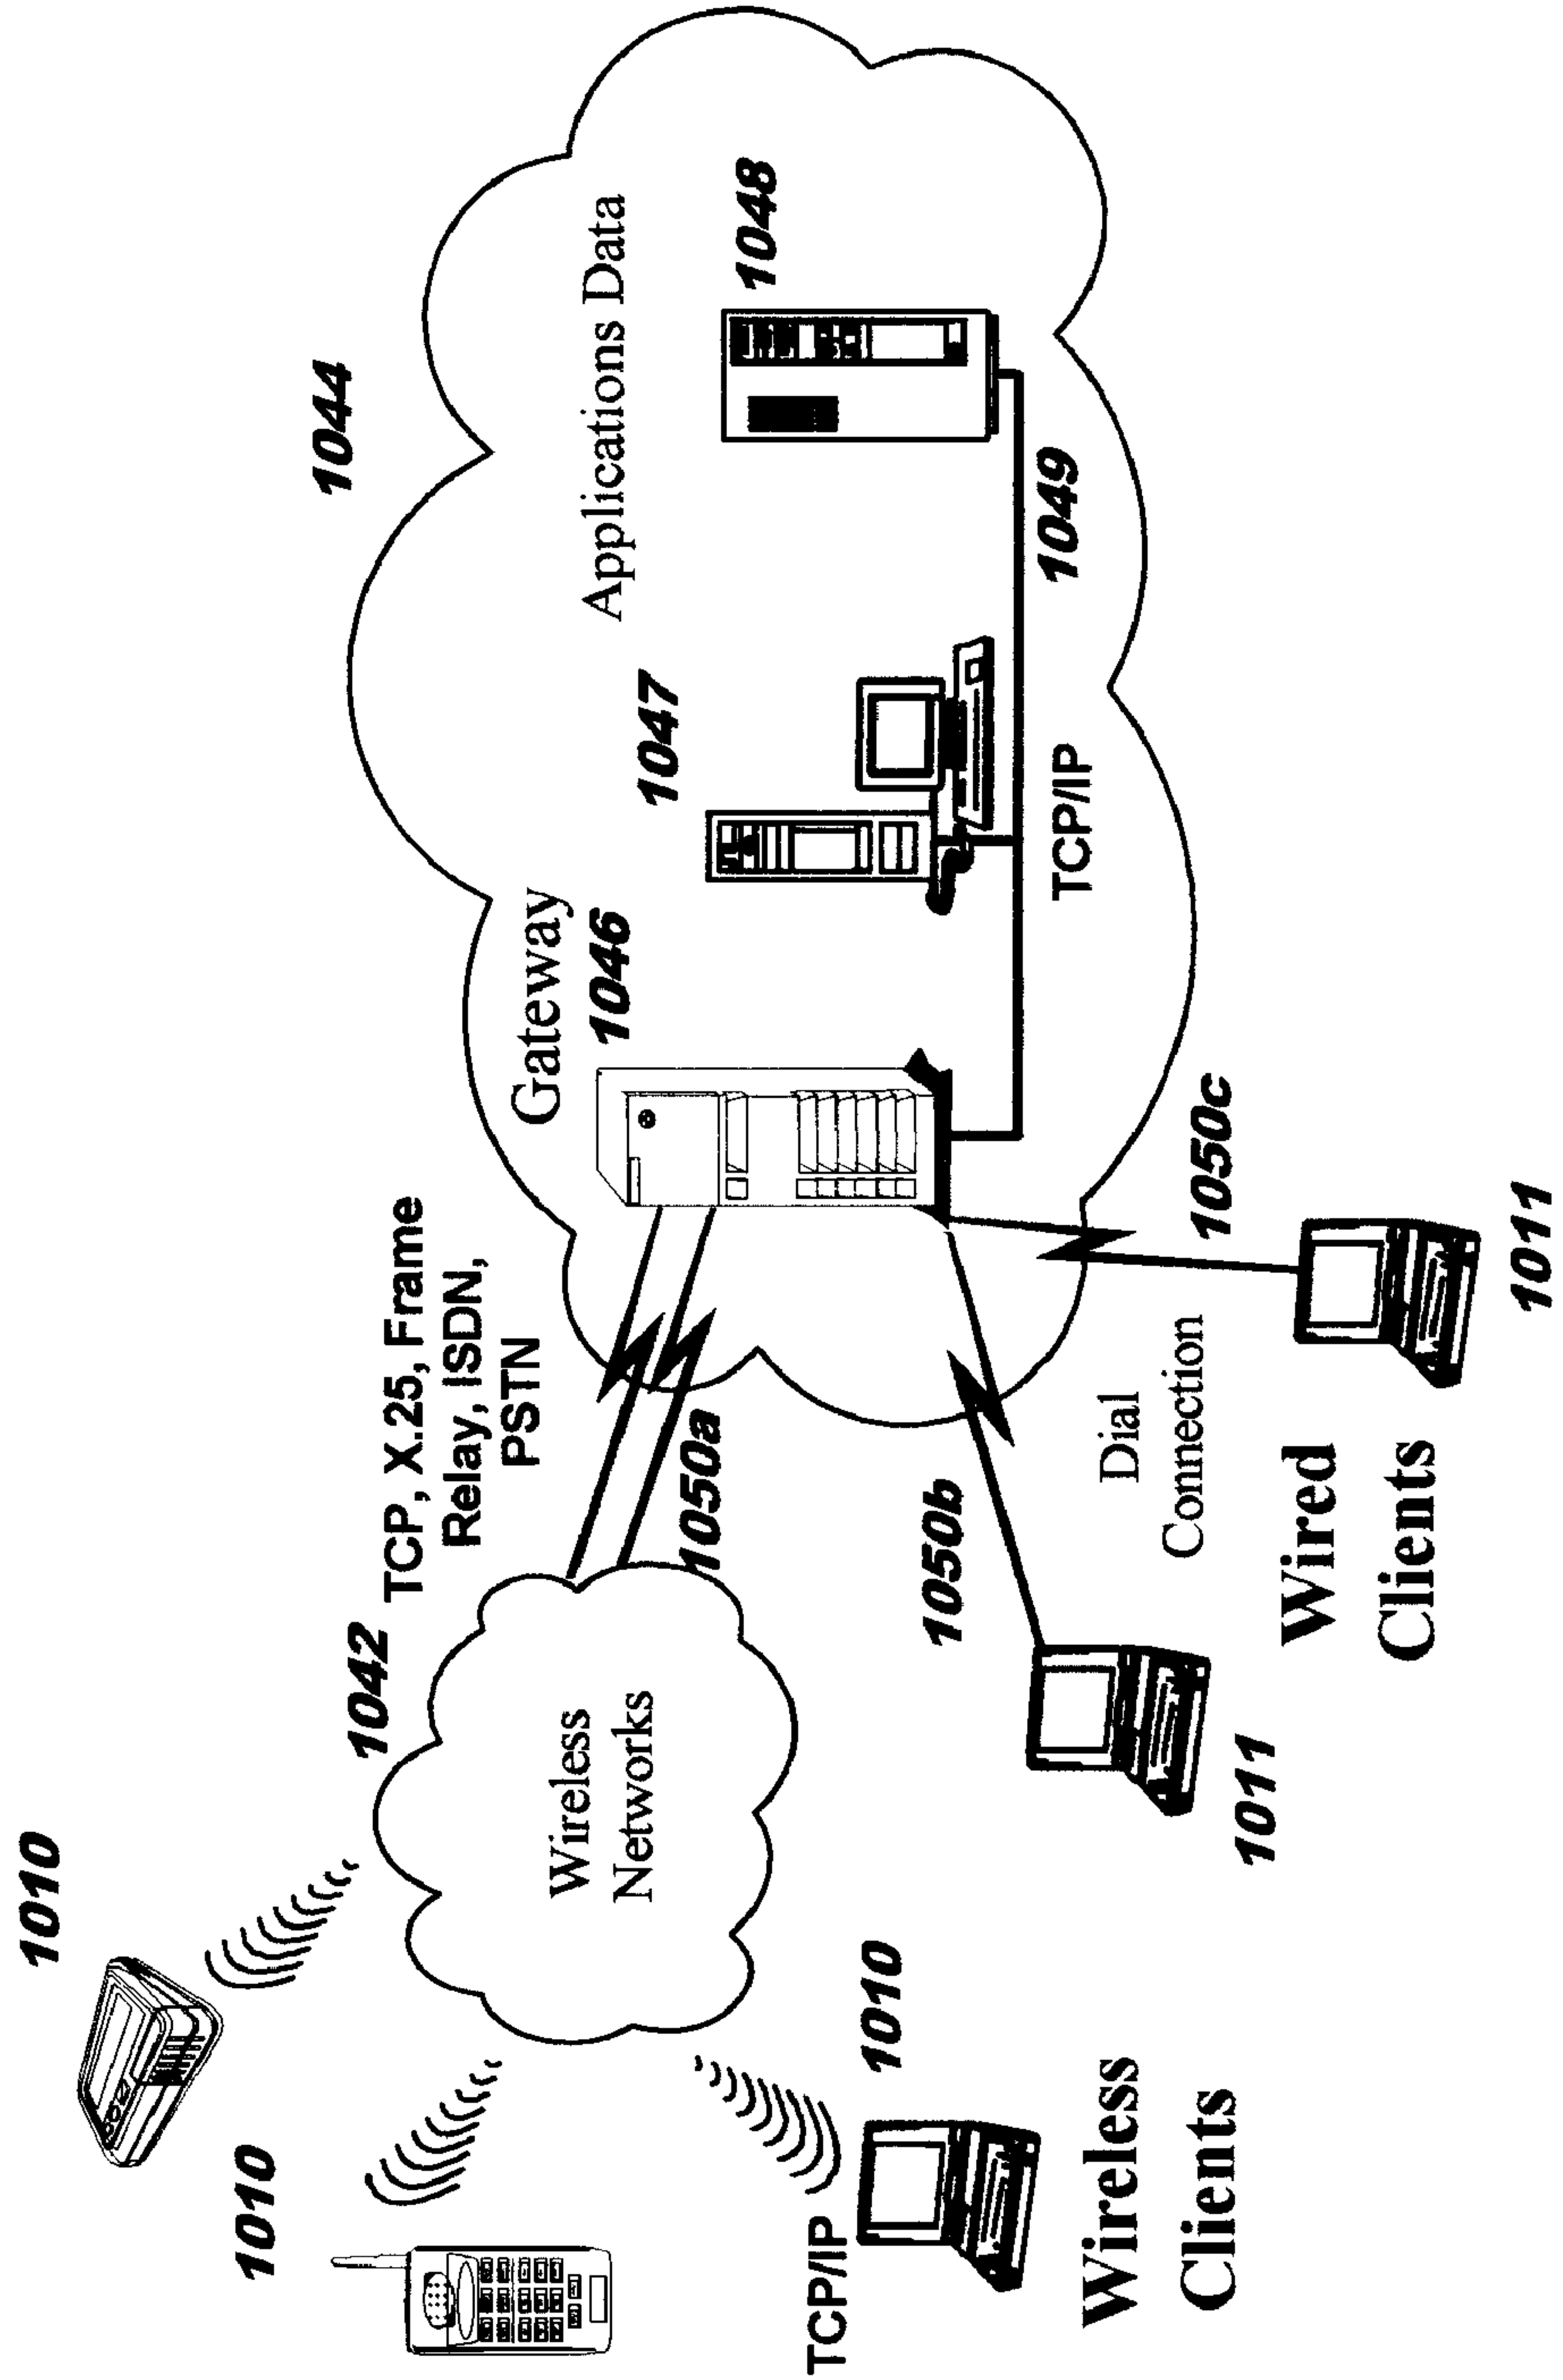 1010
1010
TCP/IP
1010
Wireless
Clients
1042
Wireless
Networks
TCP, X.25, Frame
Relay, ISDN,
PSTN
1050a
1050b
1011
Dial
Connection
Wired
Clients
1050c
1011
1044
Gateway
1046
1047
Applications Data
1048
1049
TCP/IP